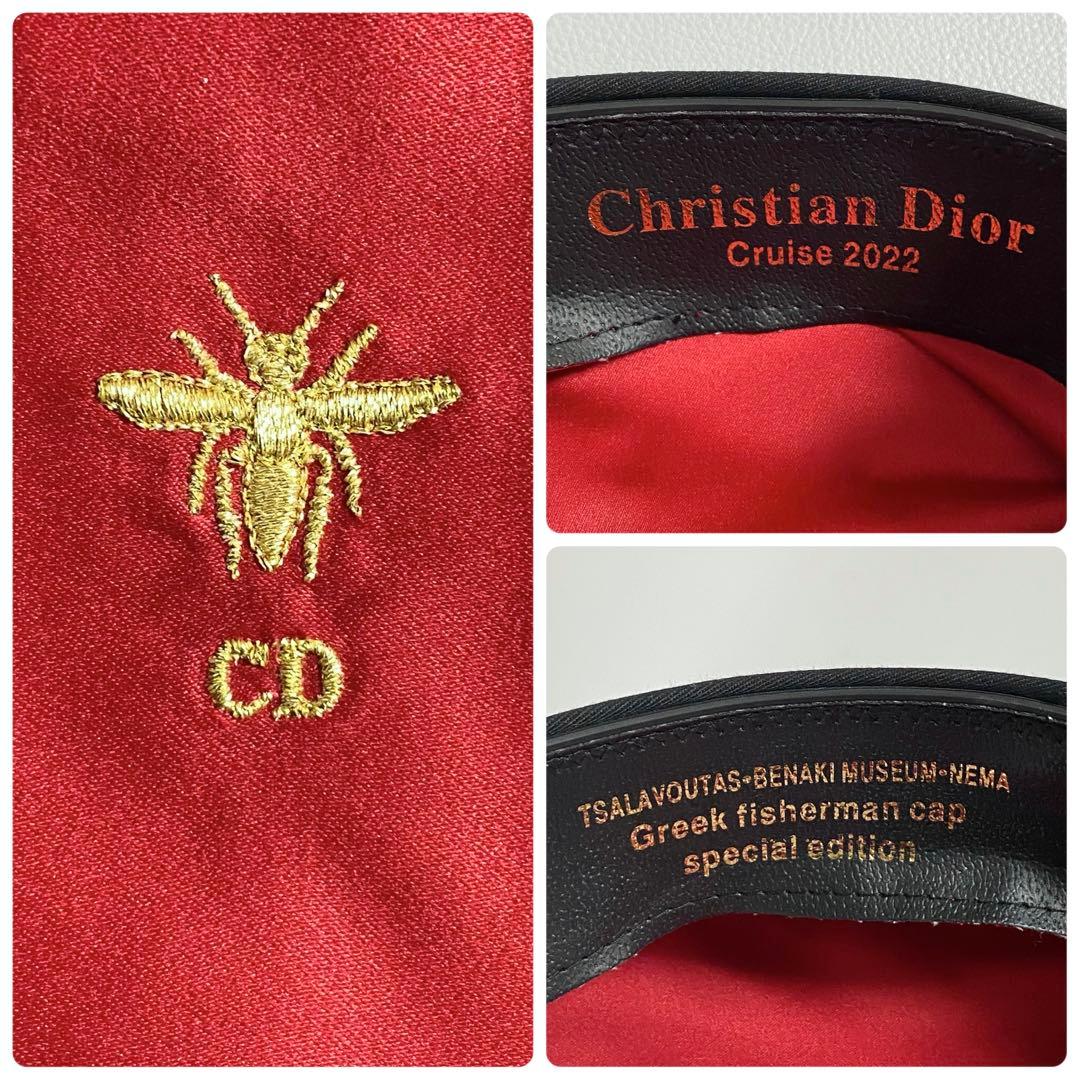 CD
Christian Dior
Cruise 2022
TSALAVOUTAS•BENAKI MUSEUM•NEMA
Greek fisherman cap
special edition